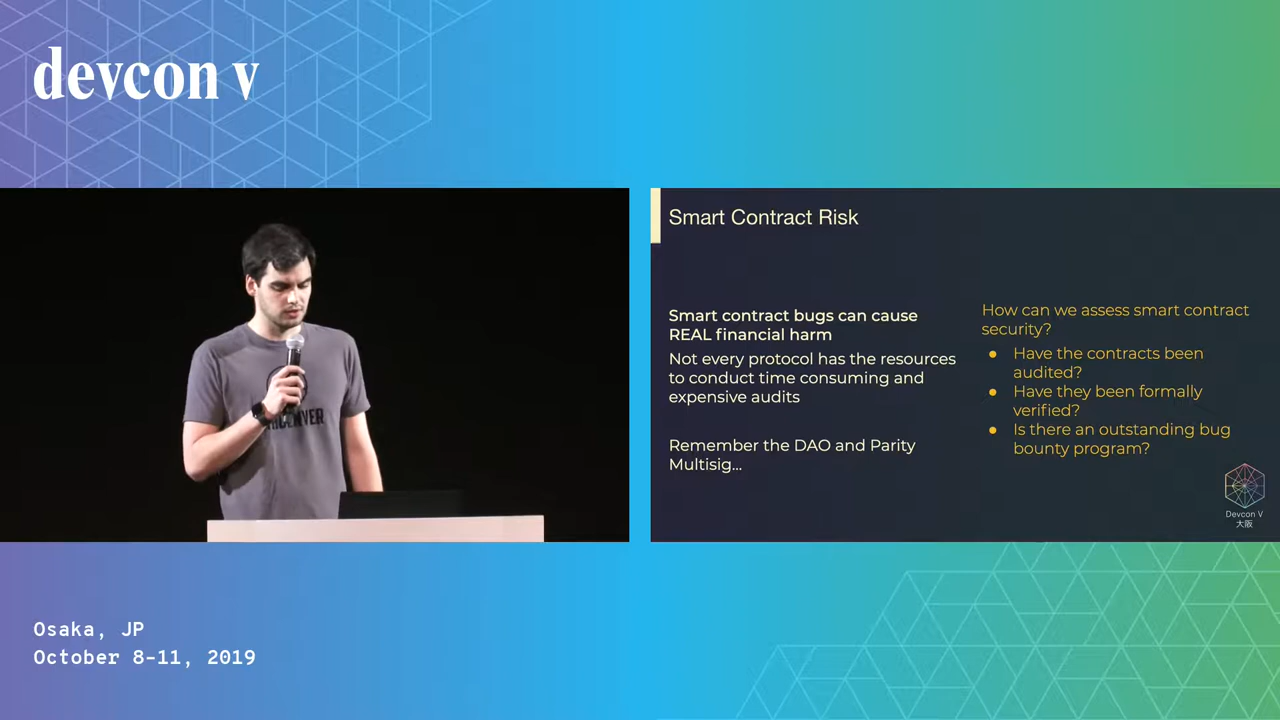 devcon v
Smart Contract Risk
Smart contract bugs can cause
REAL financial harm
Not every protocol has the resources
to conduct time consuming and
expensive audits
Remember the DAO and Parity
Multisig...
How can we assess smart contract
security?
● Have the contracts been
audited?
● Have they been formally
verified?
● Is there an outstanding bug
bounty program?
Devcon V
大阪
Osaka, JP
October 8-11, 2019